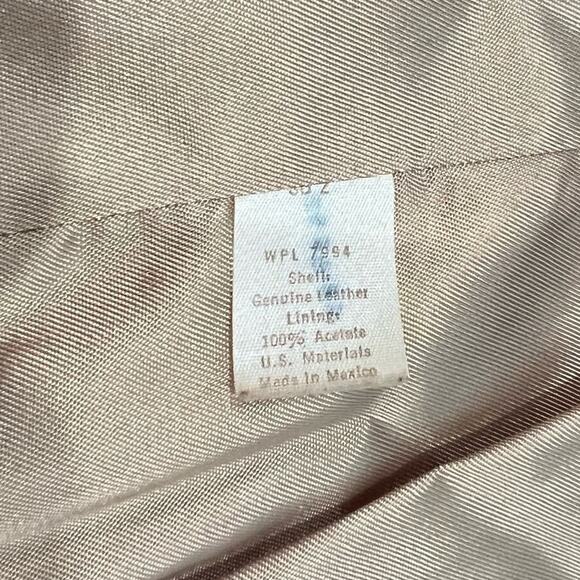 WPL 7994
Shell:
Genuine Leather
Lining:
100% Acetate
U.S. Materials
Made in Mexico